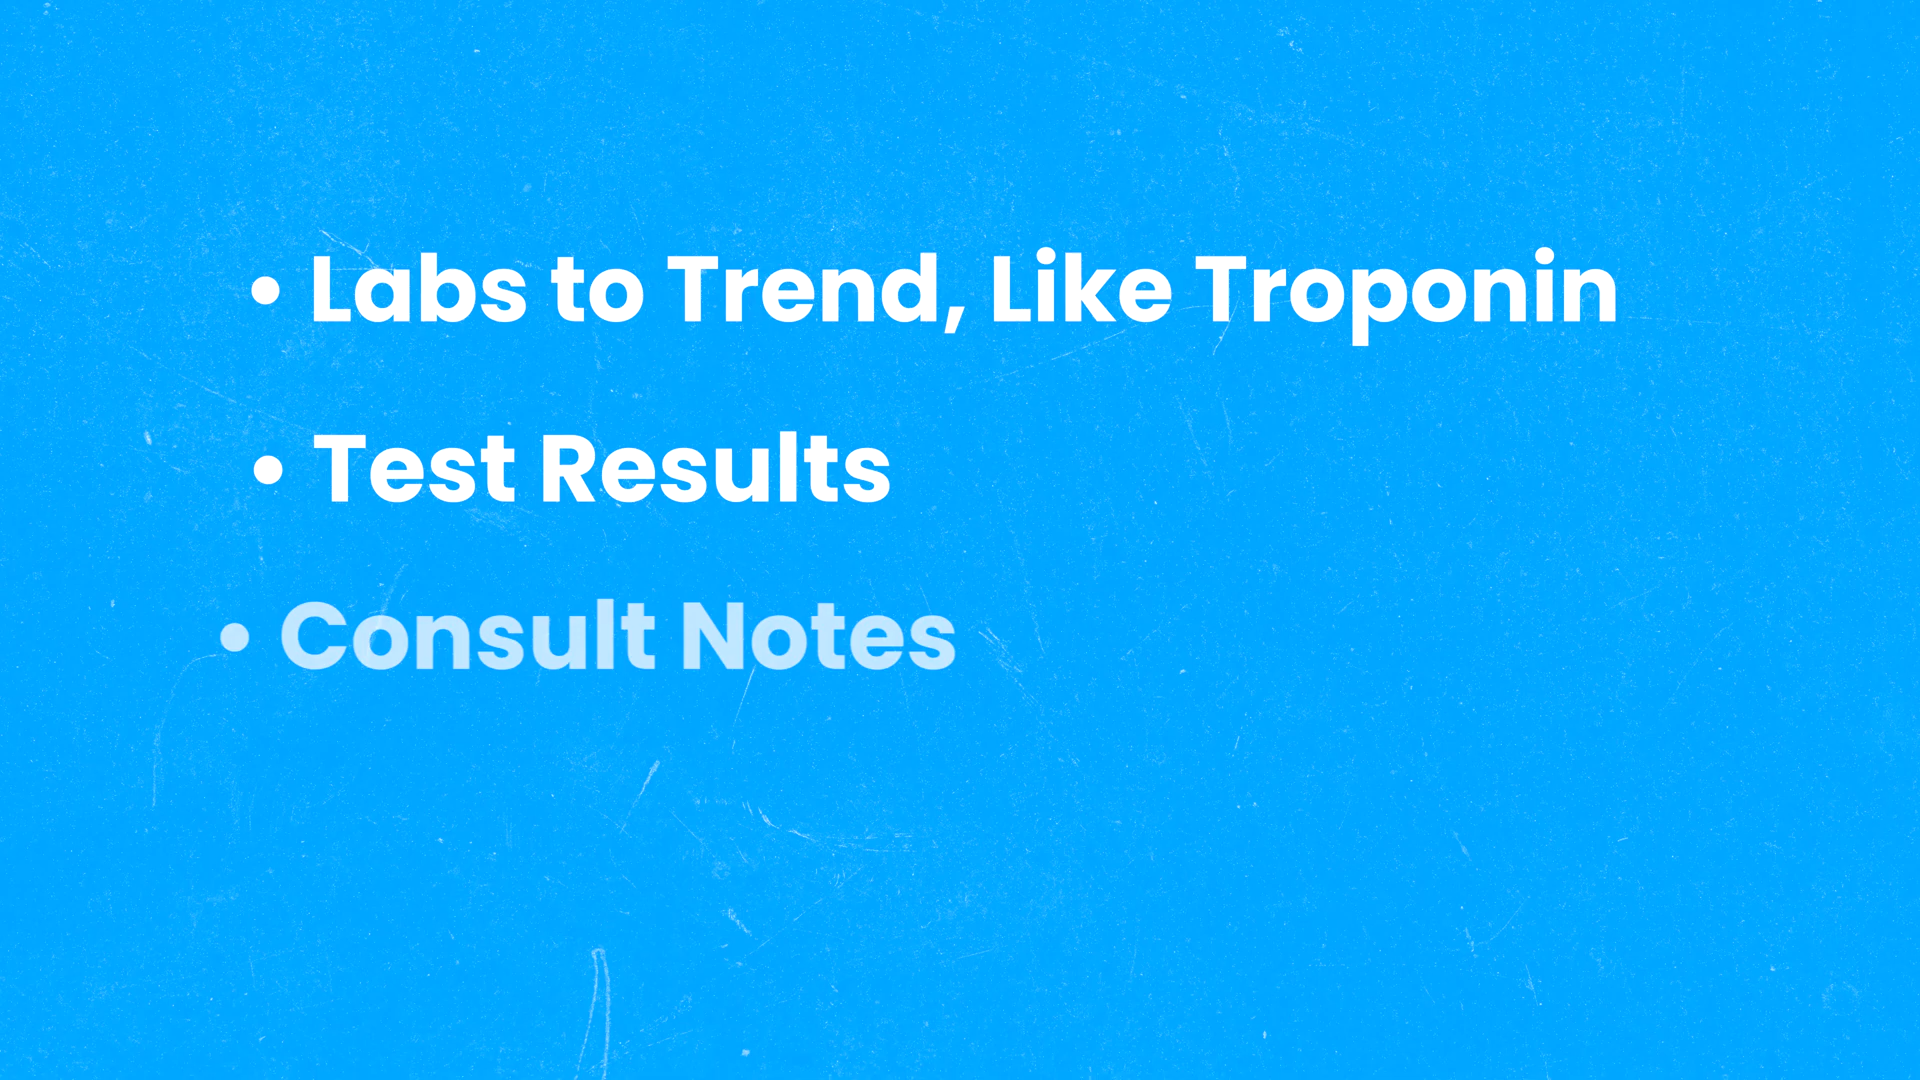 • Labs to Trend, Like Troponin
• Test Results
• Consult Notes